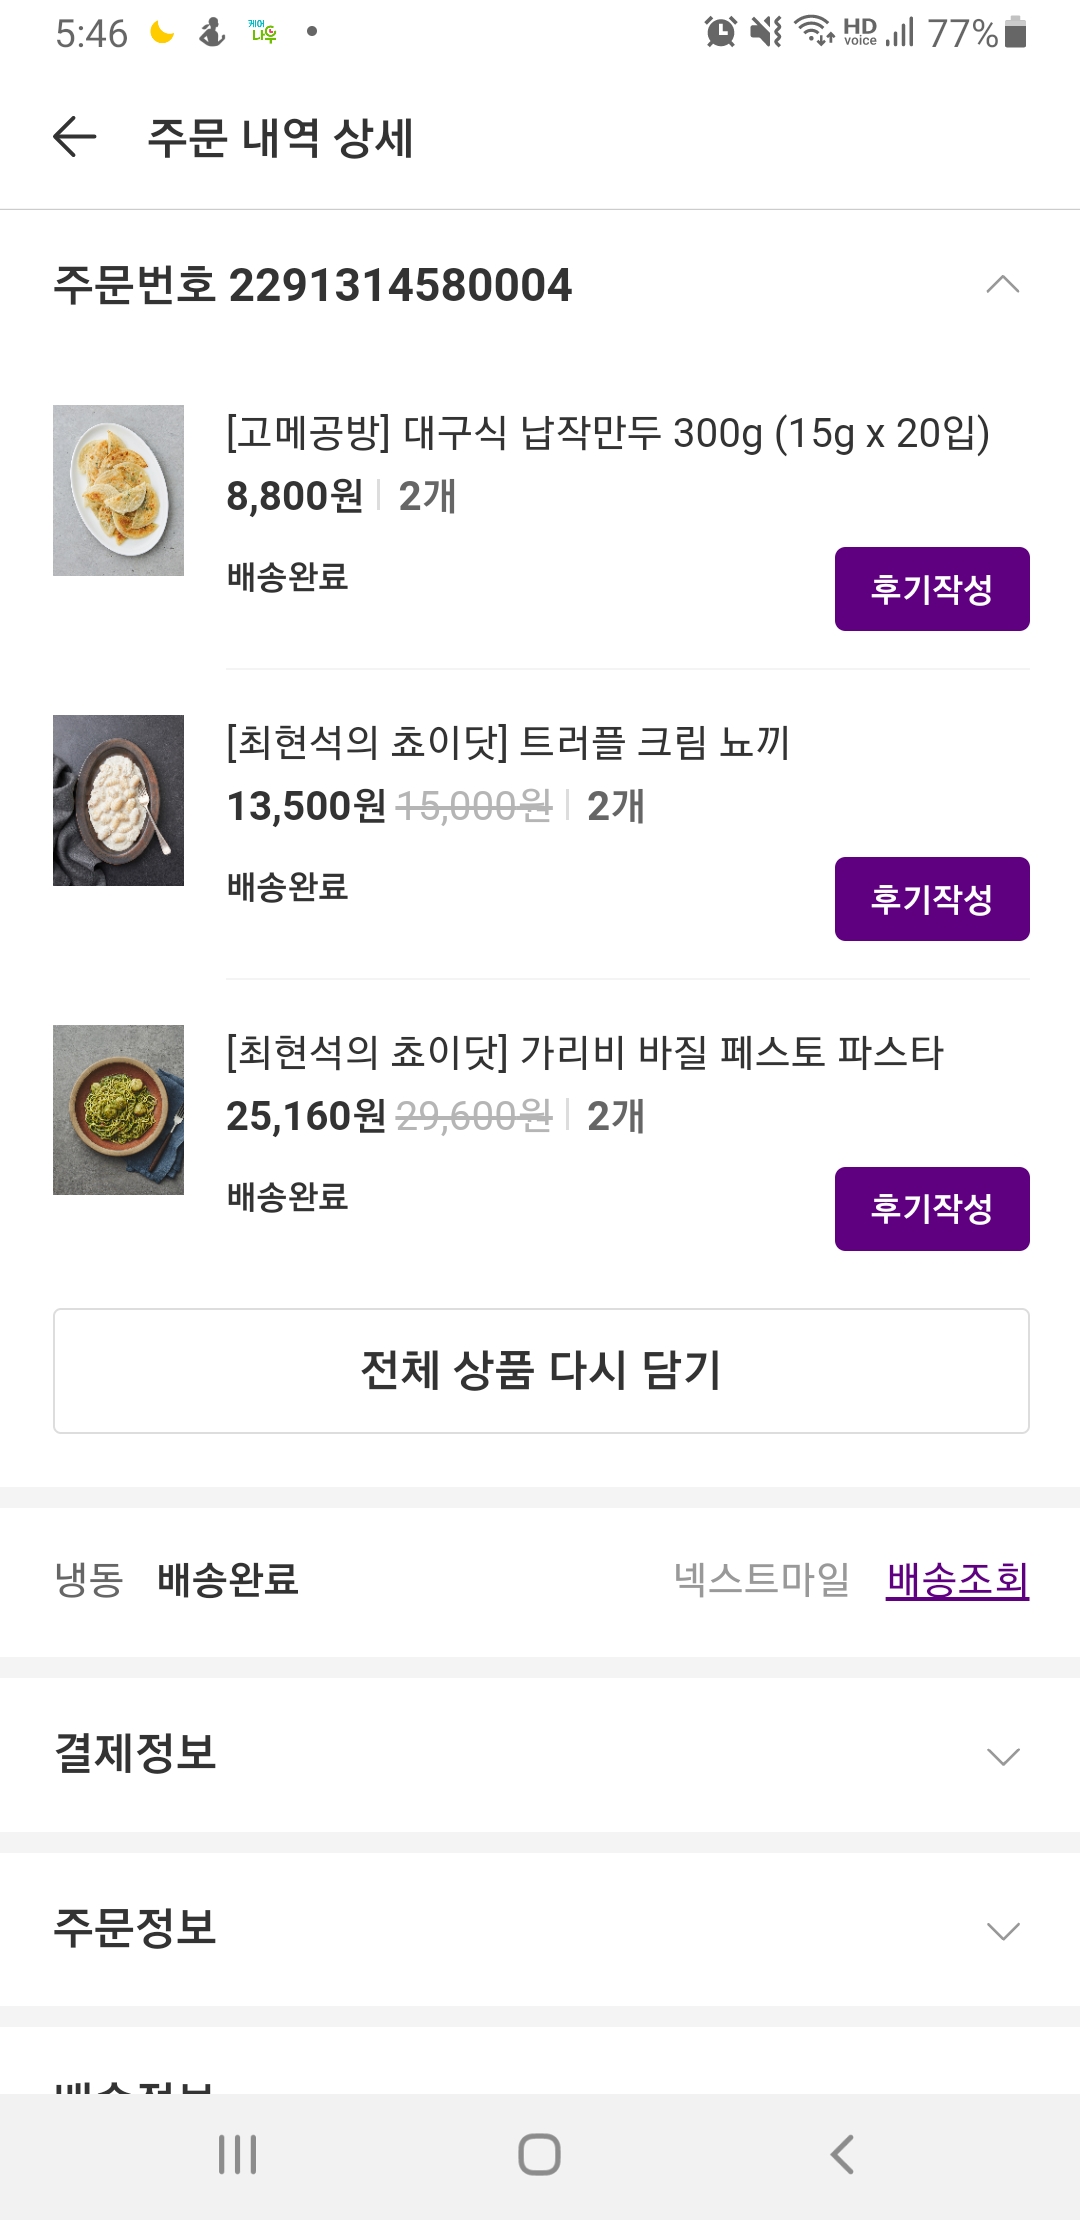 5:46 케어나우 HD voice 77%
주문 내역 상세
주문번호 2291314580004
[고메공방] 대구식 납작만두 300g (15g x 20입)
8,800원 2개
배송완료
후기작성
[최현석의 쵸이닷] 트러플 크림 뇨끼
13,500원 15,000원 2개
배송완료
후기작성
[최현석의 쵸이닷] 가리비 바질 페스토 파스타
25,160원 29,600원 2개
배송완료
후기작성
전체 상품 다시 담기
냉동 배송완료 넥스트마일 배송조회
결제정보
주문정보
배송정보